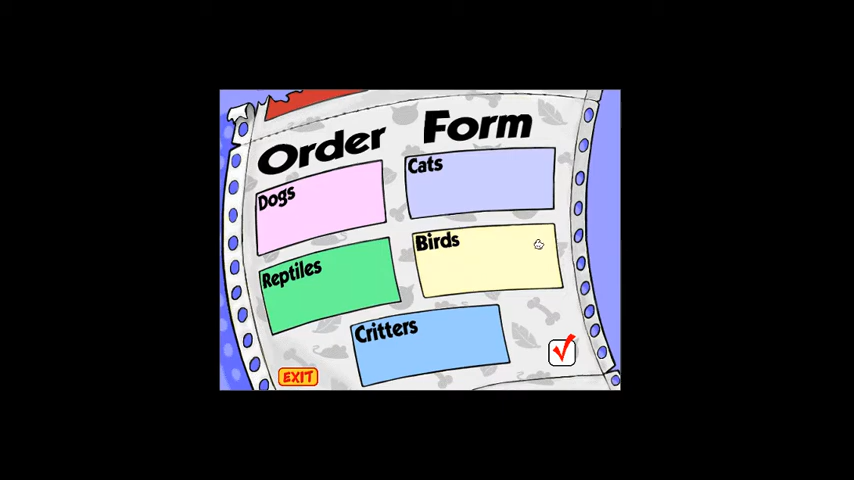 Order Form
Dogs
Cats
Reptiles
Birds
Critters
EXIT